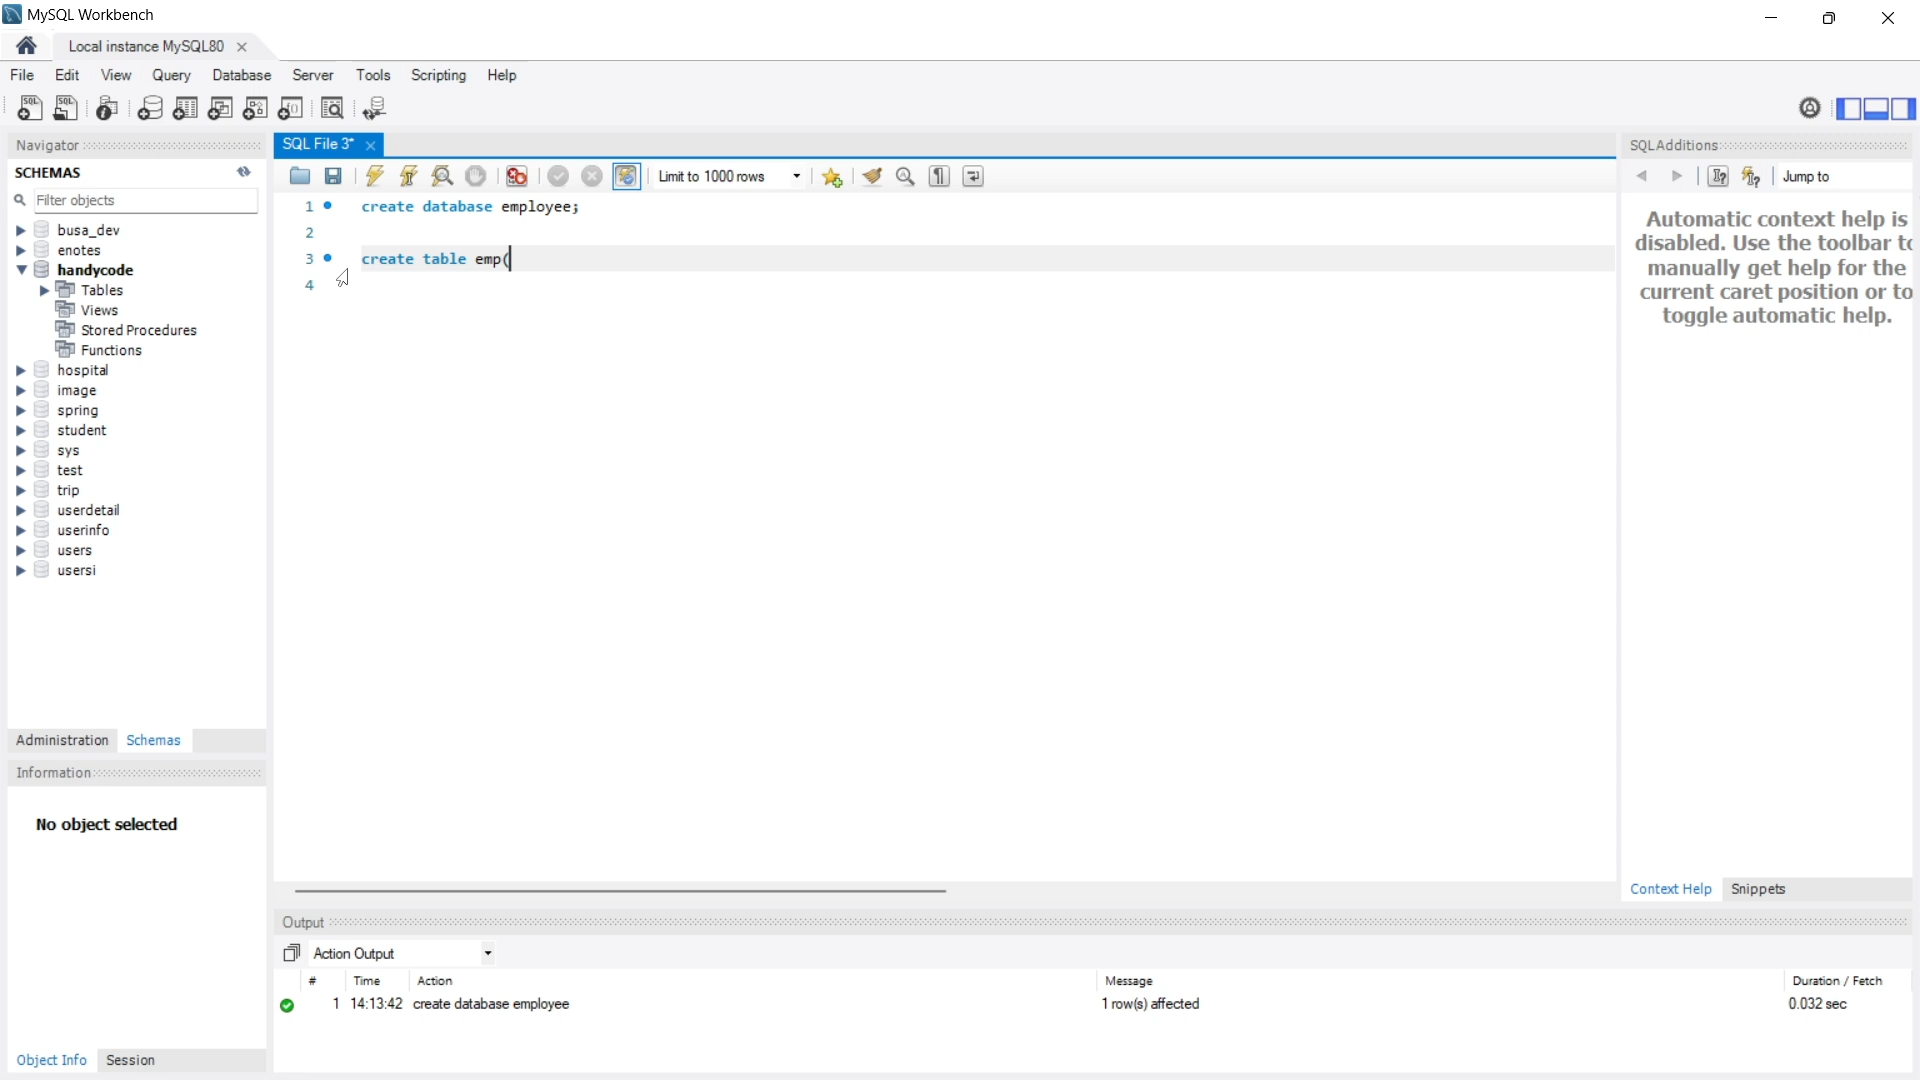 MySQL Workbench
Local instance MySQL80
File Edit View Query Database Server Tools Scripting Help
Navigator
SCHEMAS
Filter objects
busa_dev
enotes
handycode
Tables
Views
Stored Procedures
Functions
hospital
image
spring
student
sys
test
trip
userdetail
userinfo
users
usersi
Administration Schemas
Information
No object selected
Object Info Session
SQL File 3*
Limit to 1000 rows
1 create database employee;
2
3 create table emp(
4
SQLAdditions
Jump to
Automatic context help is
disabled. Use the toolbar to
manually get help for the
current caret position or to
toggle automatic help.
Context Help Snippets
Output
Action Output
# Time Action Message Duration / Fetch
1 14:13:42 create database employee 1 row(s) affected 0.032 sec